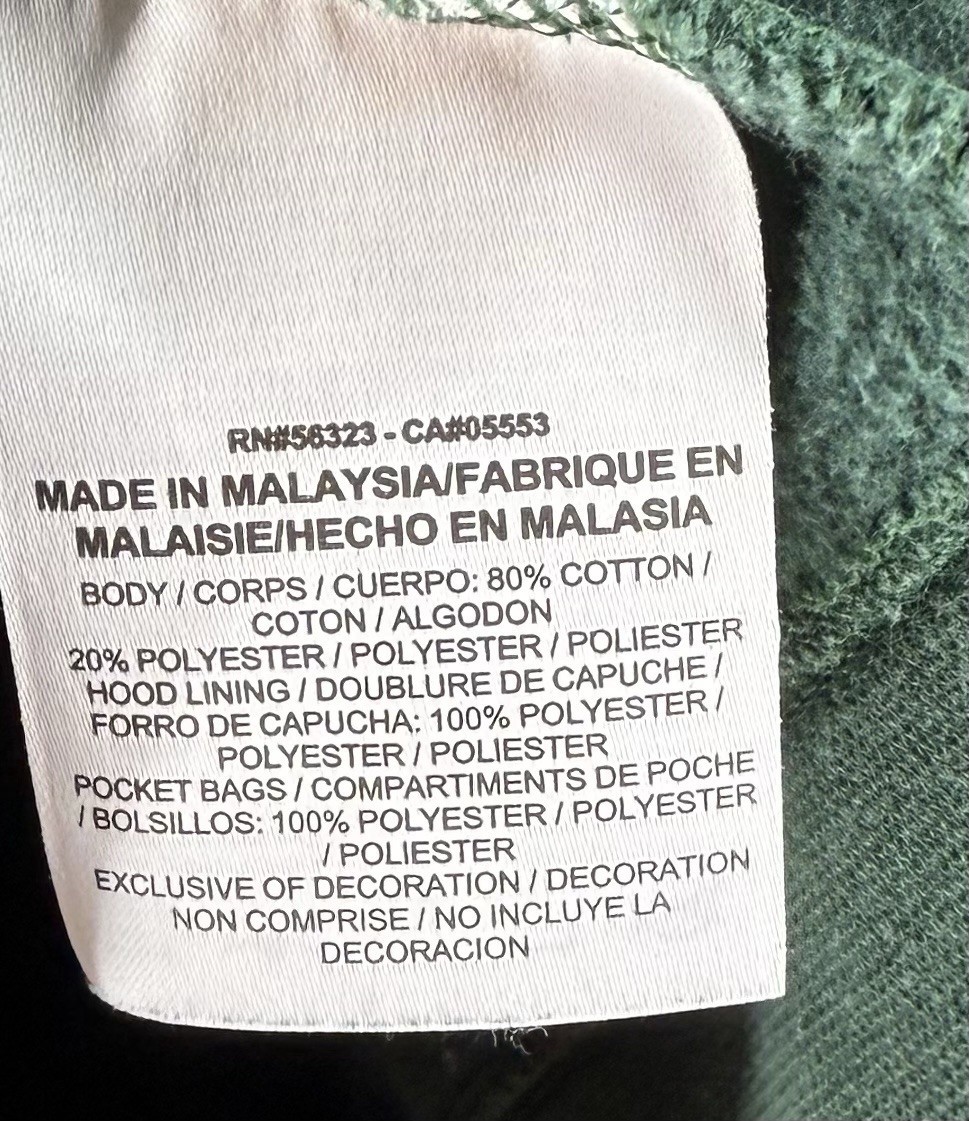 RN#56323 - CA#05553
MADE IN MALAYSIA/FABRIQUE EN
MALAISIE/HECHO EN MALASIA
BODY / CORPS / CUERPO: 80% COTTON /
COTON / ALGODON
20% POLYESTER / POLYESTER / POLIESTER
HOOD LINING / DOUBLURE DE CAPUCHE /
FORRO DE CAPUCHA: 100% POLYESTER /
POLYESTER / POLIESTER
POCKET BAGS / COMPARTIMENTS DE POCHE
/ BOLSILLOS: 100% POLYESTER / POLYESTER
/ POLIESTER
EXCLUSIVE OF DECORATION / DECORATION
NON COMPRISE / NO INCLUYE LA
DECORACION